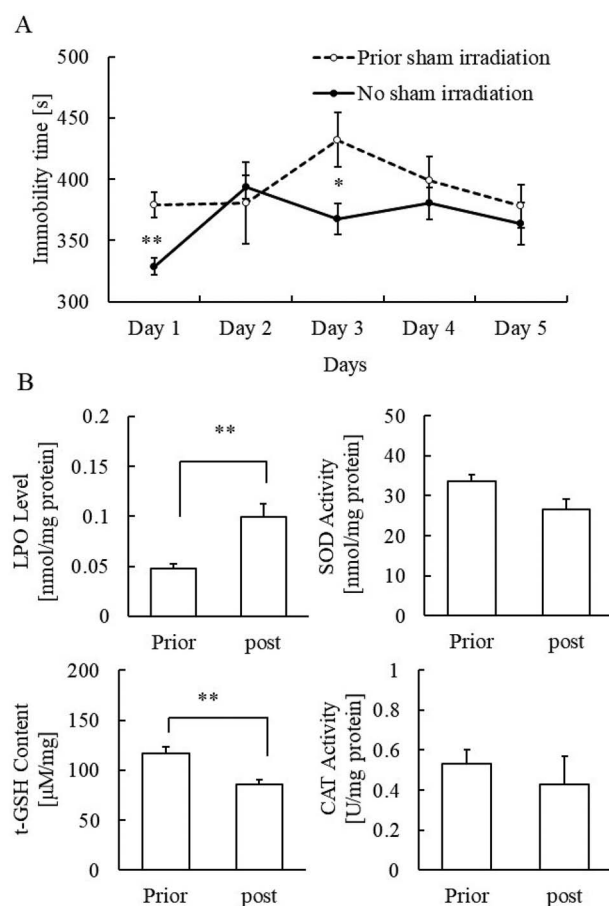 A
500
450
400
350
300
Immobility time [s]
Prior sham irradiation
No sham irradiation
**
*
Day 1 Day 2 Day 3 Day 4 Day 5
Days
B
LPO Level
[nmol/mg protein]
0.2
0.15
0.1
0.05
0
**
Prior post
SOD Activity
[nmol/mg protein]
50
40
30
20
10
0
Prior post
t-GSH Content
[μM/mg]
200
150
100
50
0
**
Prior post
CAT Activity
[U/mg protein]
1
0.8
0.6
0.4
0.2
0
Prior post